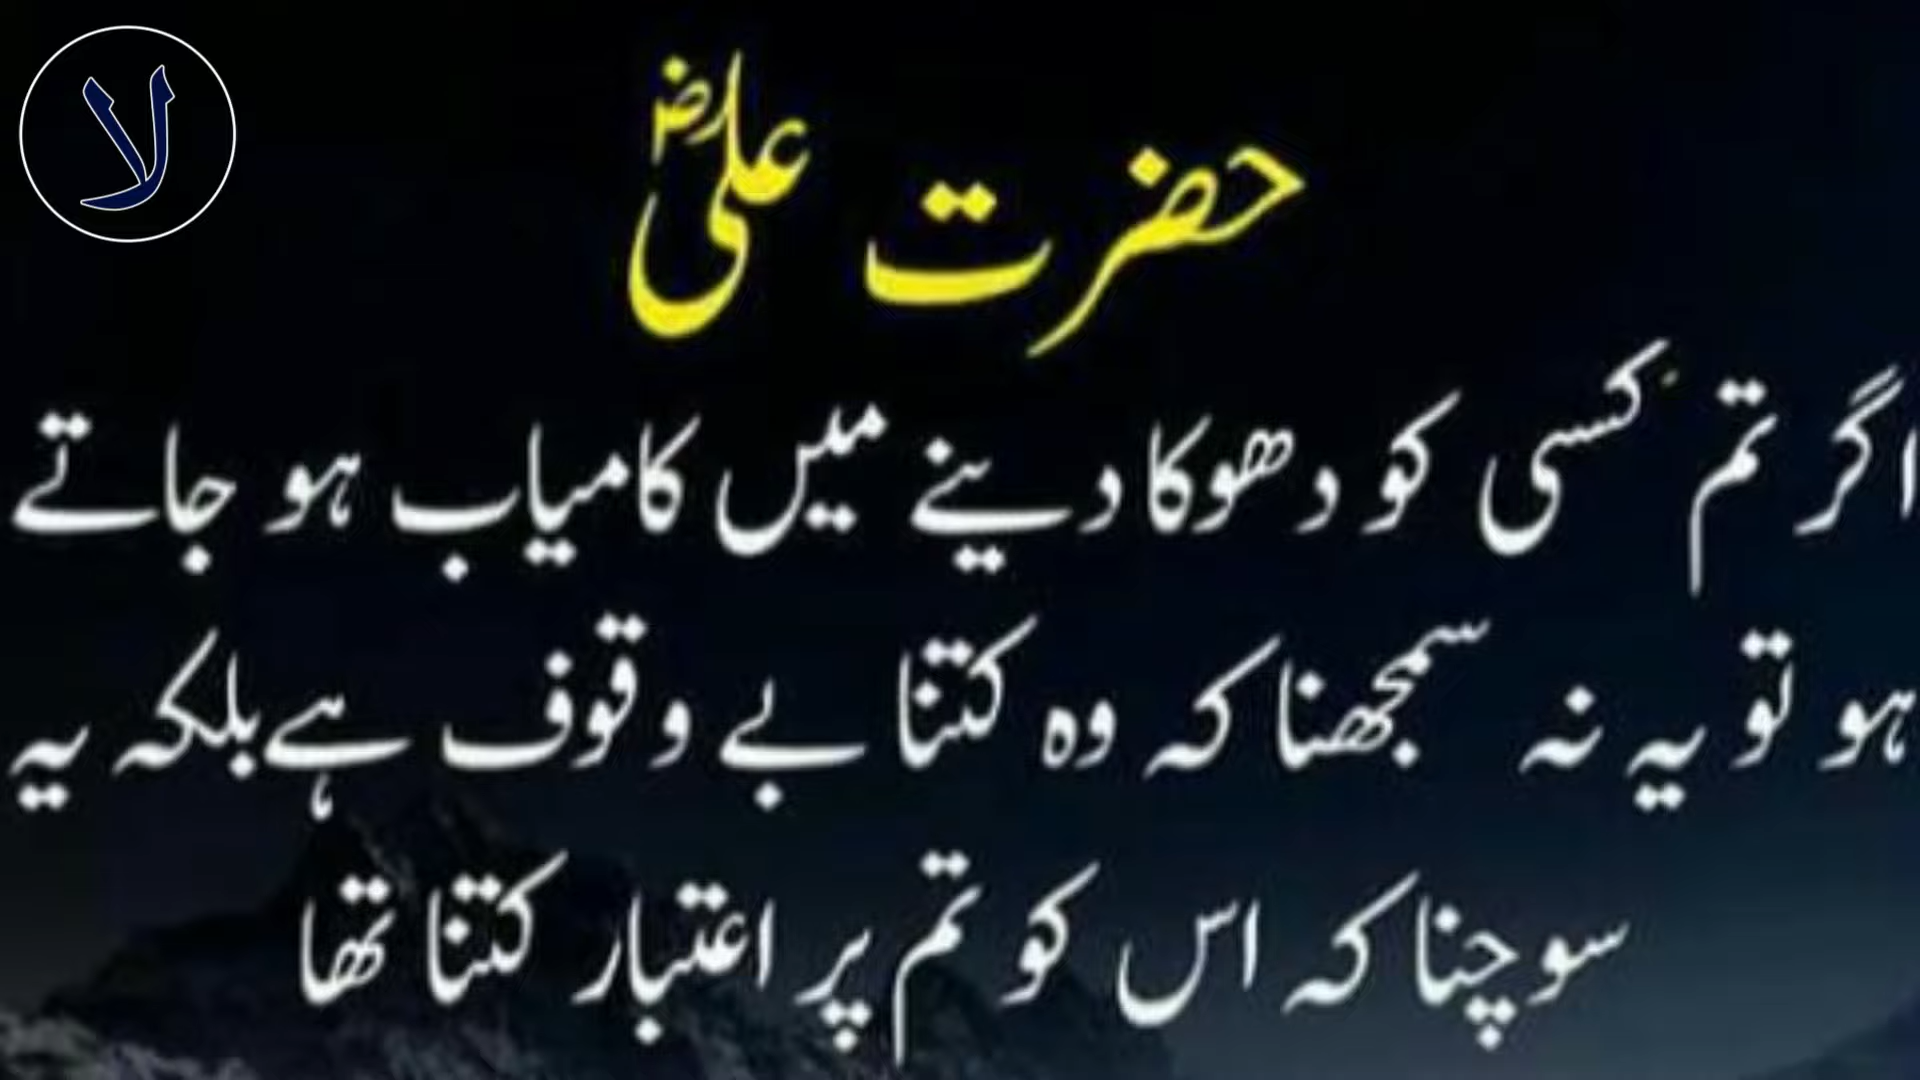 لا
حضرت علیؓ
اگر تم کسی کو دھوکا دینے میں کامیاب ہو جاتے
ہو تو یہ نہ سمجھنا کہ وہ کتنا بے وقوف ہے بلکہ یہ
سوچنا کہ اس کو تم پر اعتبار کتنا تھا